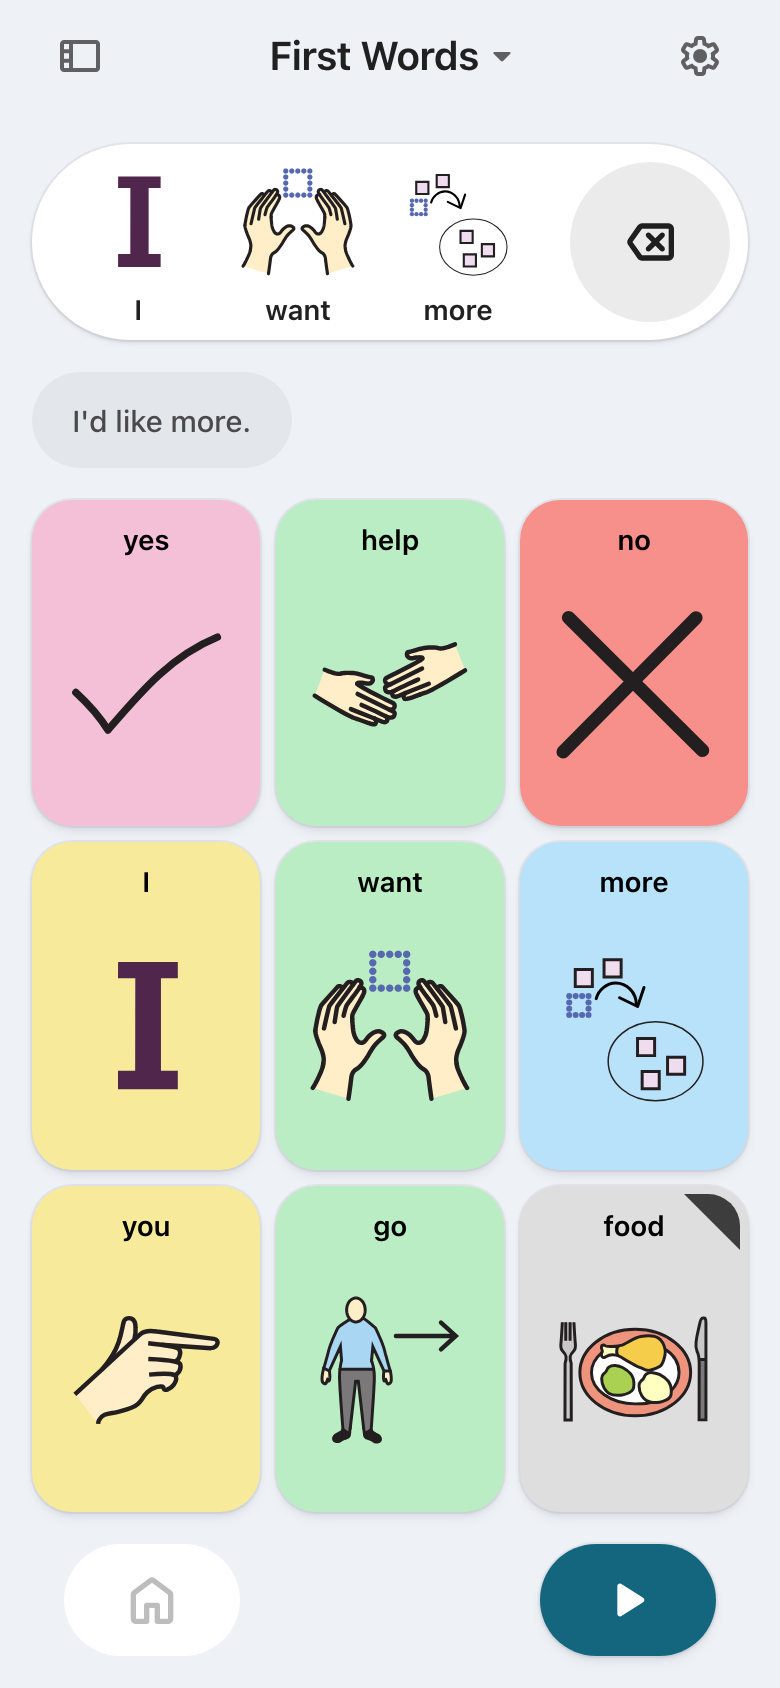 First Words
I want more
I'd like more.
yes help no
I want more
you go food